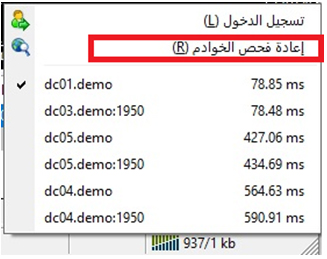 تسجيل الدخول (L)
إعادة فحص الخوادم (R)
dc01.demo 78.85 ms
dc03.demo:1950 78.48 ms
dc05.demo 427.06 ms
dc05.demo:1950 434.69 ms
dc04.demo 564.63 ms
dc04.demo:1950 590.91 ms
937/1 kb